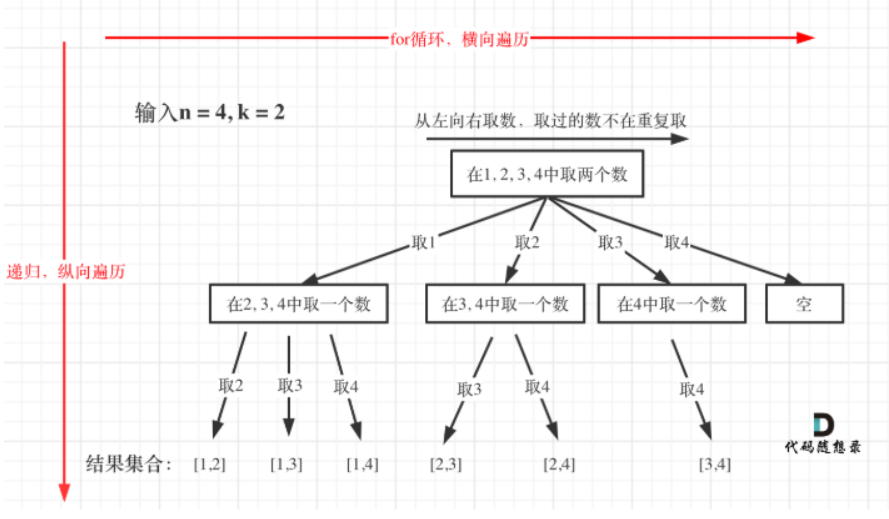 for循环，横向遍历
输入n = 4, k = 2
从左向右取数，取过的数不在重复取
在1, 2, 3, 4中取两个数
取1
取2
取3
取4
递归，纵向遍历
在2, 3, 4中取一个数
在3, 4中取一个数
在4中取一个数
空
取2
取3
取4
取3
取4
取4
代码随想录
结果集合：
[1,2]
[1,3]
[1,4]
[2,3]
[2,4]
[3,4]